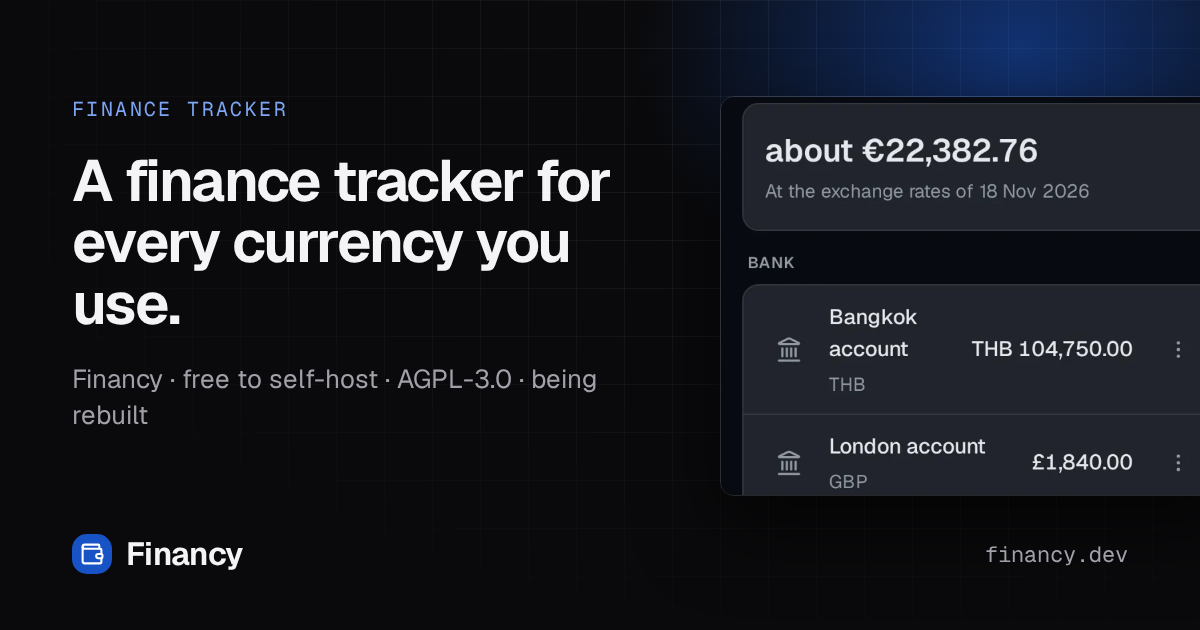 FINANCE TRACKER
A finance tracker for
every currency you
use.
Financy · free to self-host · AGPL-3.0 · being
rebuilt
Financy
about €22,382.76
At the exchange rates of 18 Nov 2026
BANK
Bangkok
account
THB 104,750.00
THB
London account
£1,840.00
GBP
financy.dev